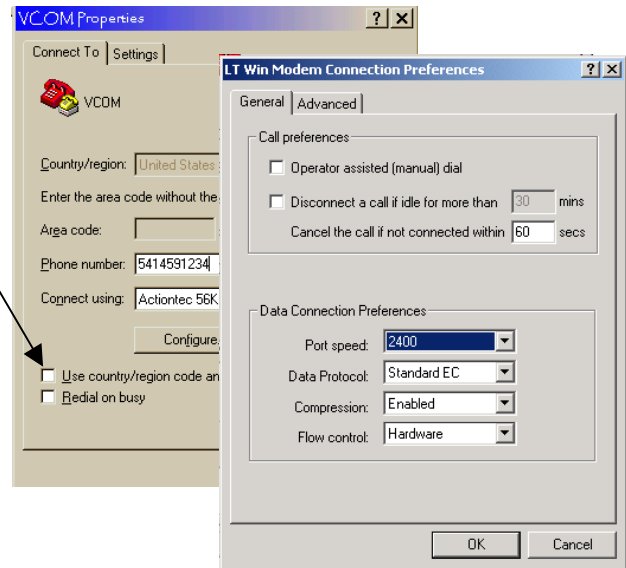 VCOM Properties
Connect To
Settings
VCOM
Country/region: United States
Enter the area code without the
Area code:
Phone number: 5414591234
Connect using: Actiontec 56K
Configure
Use country/region code an
Redial on busy
LT Win Modem Connection Preferences
General
Advanced
Call preferences
Operator assisted (manual) dial
Disconnect a call if idle for more than 30 mins
Cancel the call if not connected within 60 secs
Data Connection Preferences
Port speed: 2400
Data Protocol: Standard EC
Compression: Enabled
Flow control: Hardware
OK
Cancel